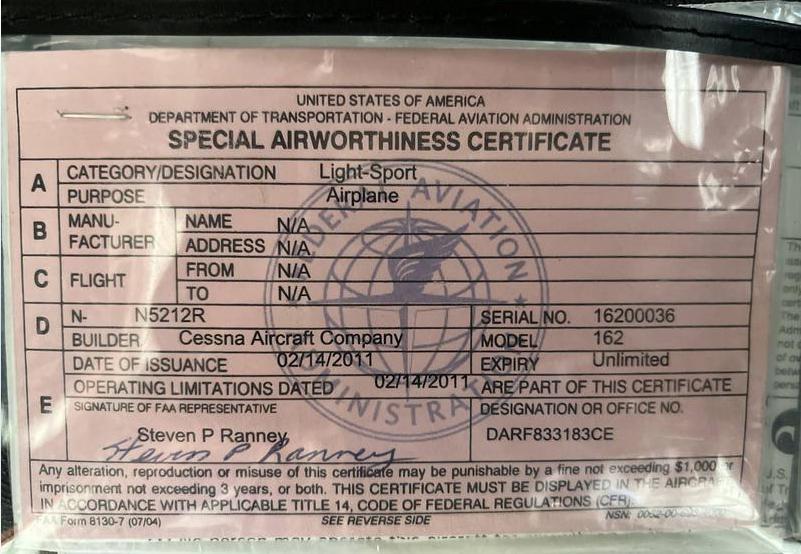 UNITED STATES OF AMERICA
DEPARTMENT OF TRANSPORTATION - FEDERAL AVIATION ADMINISTRATION
SPECIAL AIRWORTHINESS CERTIFICATE
A CATEGORY/DESIGNATION Light-Sport
PURPOSE Airplane
B MANU-FACTURER NAME N/A
ADDRESS N/A
C FLIGHT FROM N/A
TO N/A
D N- N5212R SERIAL NO. 16200036
BUILDER Cessna Aircraft Company MODEL 162
E DATE OF ISSUANCE 02/14/2011 EXPIRY Unlimited
OPERATING LIMITATIONS DATED 02/14/2011 ARE PART OF THIS CERTIFICATE
SIGNATURE OF FAA REPRESENTATIVE DESIGNATION OR OFFICE NO.
Steven P Ranney DARF833183CE
Steven P Ranney
Any alteration, reproduction or misuse of this certificate may be punishable by a fine not exceeding $1,000 or
imprisonment not exceeding 3 years, or both. THIS CERTIFICATE MUST BE DISPLAYED IN THE AIRCRAFT
IN ACCORDANCE WITH APPLICABLE TITLE 14, CODE OF FEDERAL REGULATIONS (CFR).
FAA Form 8130-7 (07/04) SEE REVERSE SIDE NSN:
FEDERAL AVIATION ADMINISTRATION